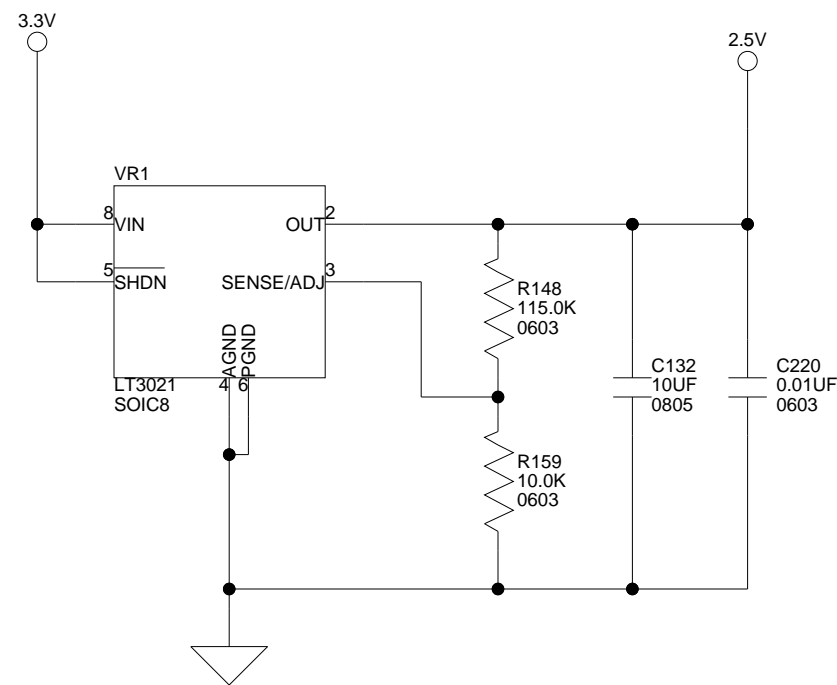 3.3V
2.5V
VR1
8
VIN
OUT
2
5
SHDN
SENSE/ADJ
3
AGND
PGND
4
6
LT3021
SOIC8
R148
115.0K
0603
C132
10UF
0805
C220
0.01UF
0603
R159
10.0K
0603